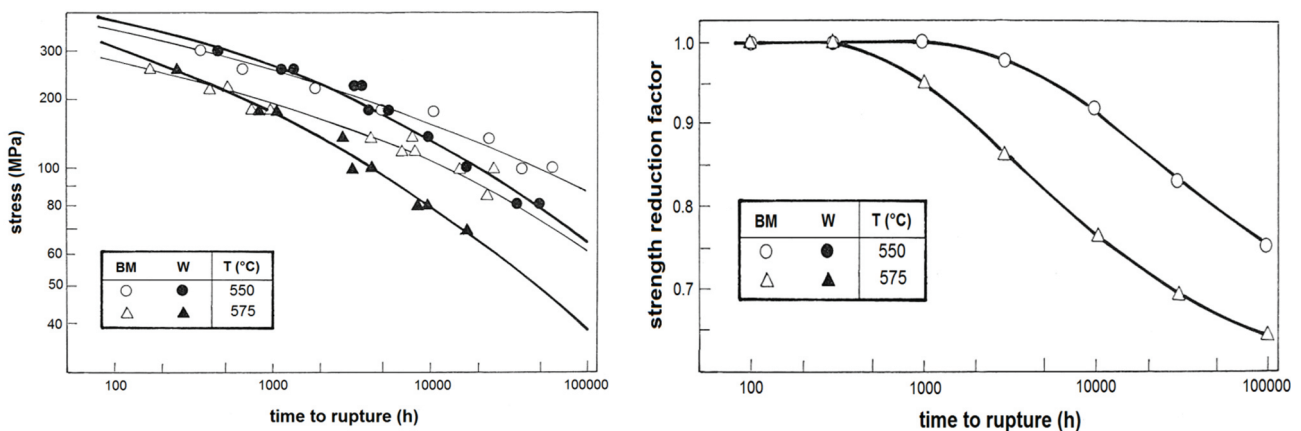 300
200
100
80
60
50
40
stress (MPa)
BM W T (°C)
550
575
100 1000 10000 100000
time to rupture (h)
1.0
0.9
0.8
0.7
strength reduction factor
BM W T (°C)
550
575
100 1000 10000 100000
time to rupture (h)